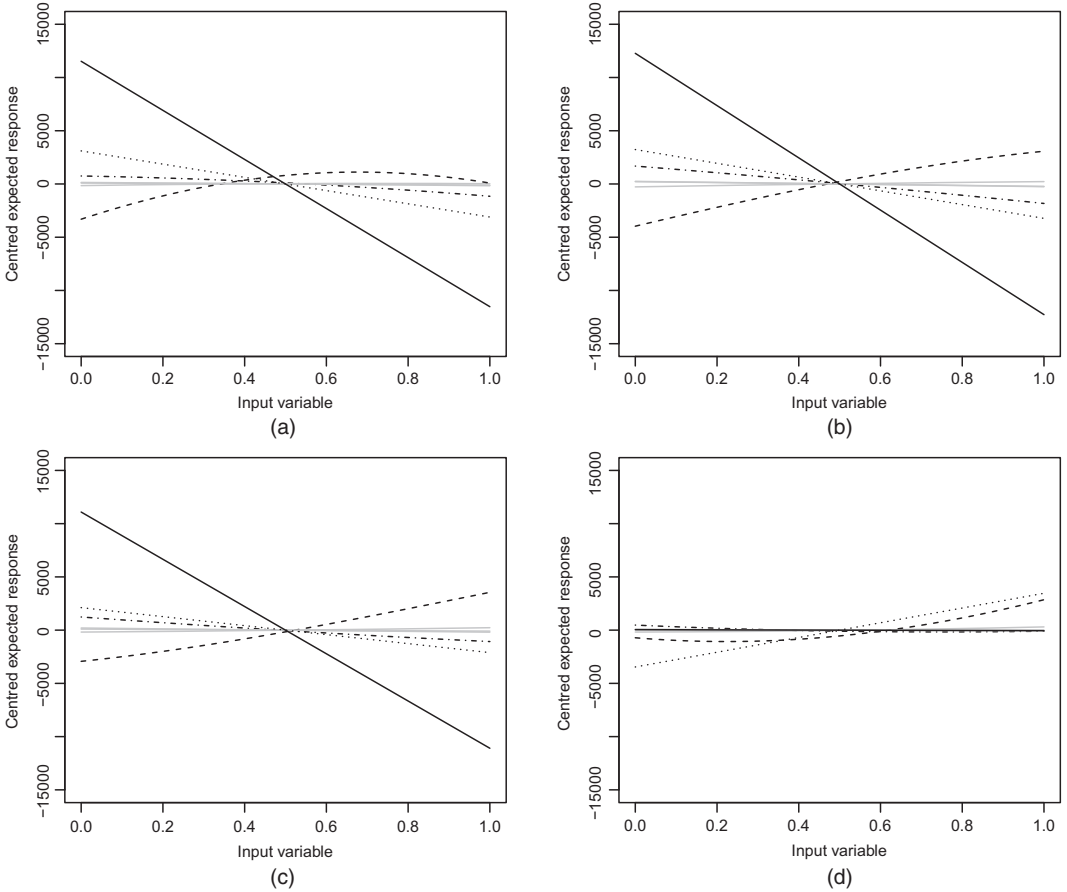 15000
5000
0
−5000
−15000
Centred expected response
0.0 0.2 0.4 0.6 0.8 1.0
Input variable
(a)
15000
5000
0
−5000
−15000
Centred expected response
0.0 0.2 0.4 0.6 0.8 1.0
Input variable
(b)
15000
5000
0
−5000
−15000
Centred expected response
0.0 0.2 0.4 0.6 0.8 1.0
Input variable
(c)
15000
5000
0
−5000
−15000
Centred expected response
0.0 0.2 0.4 0.6 0.8 1.0
Input variable
(d)